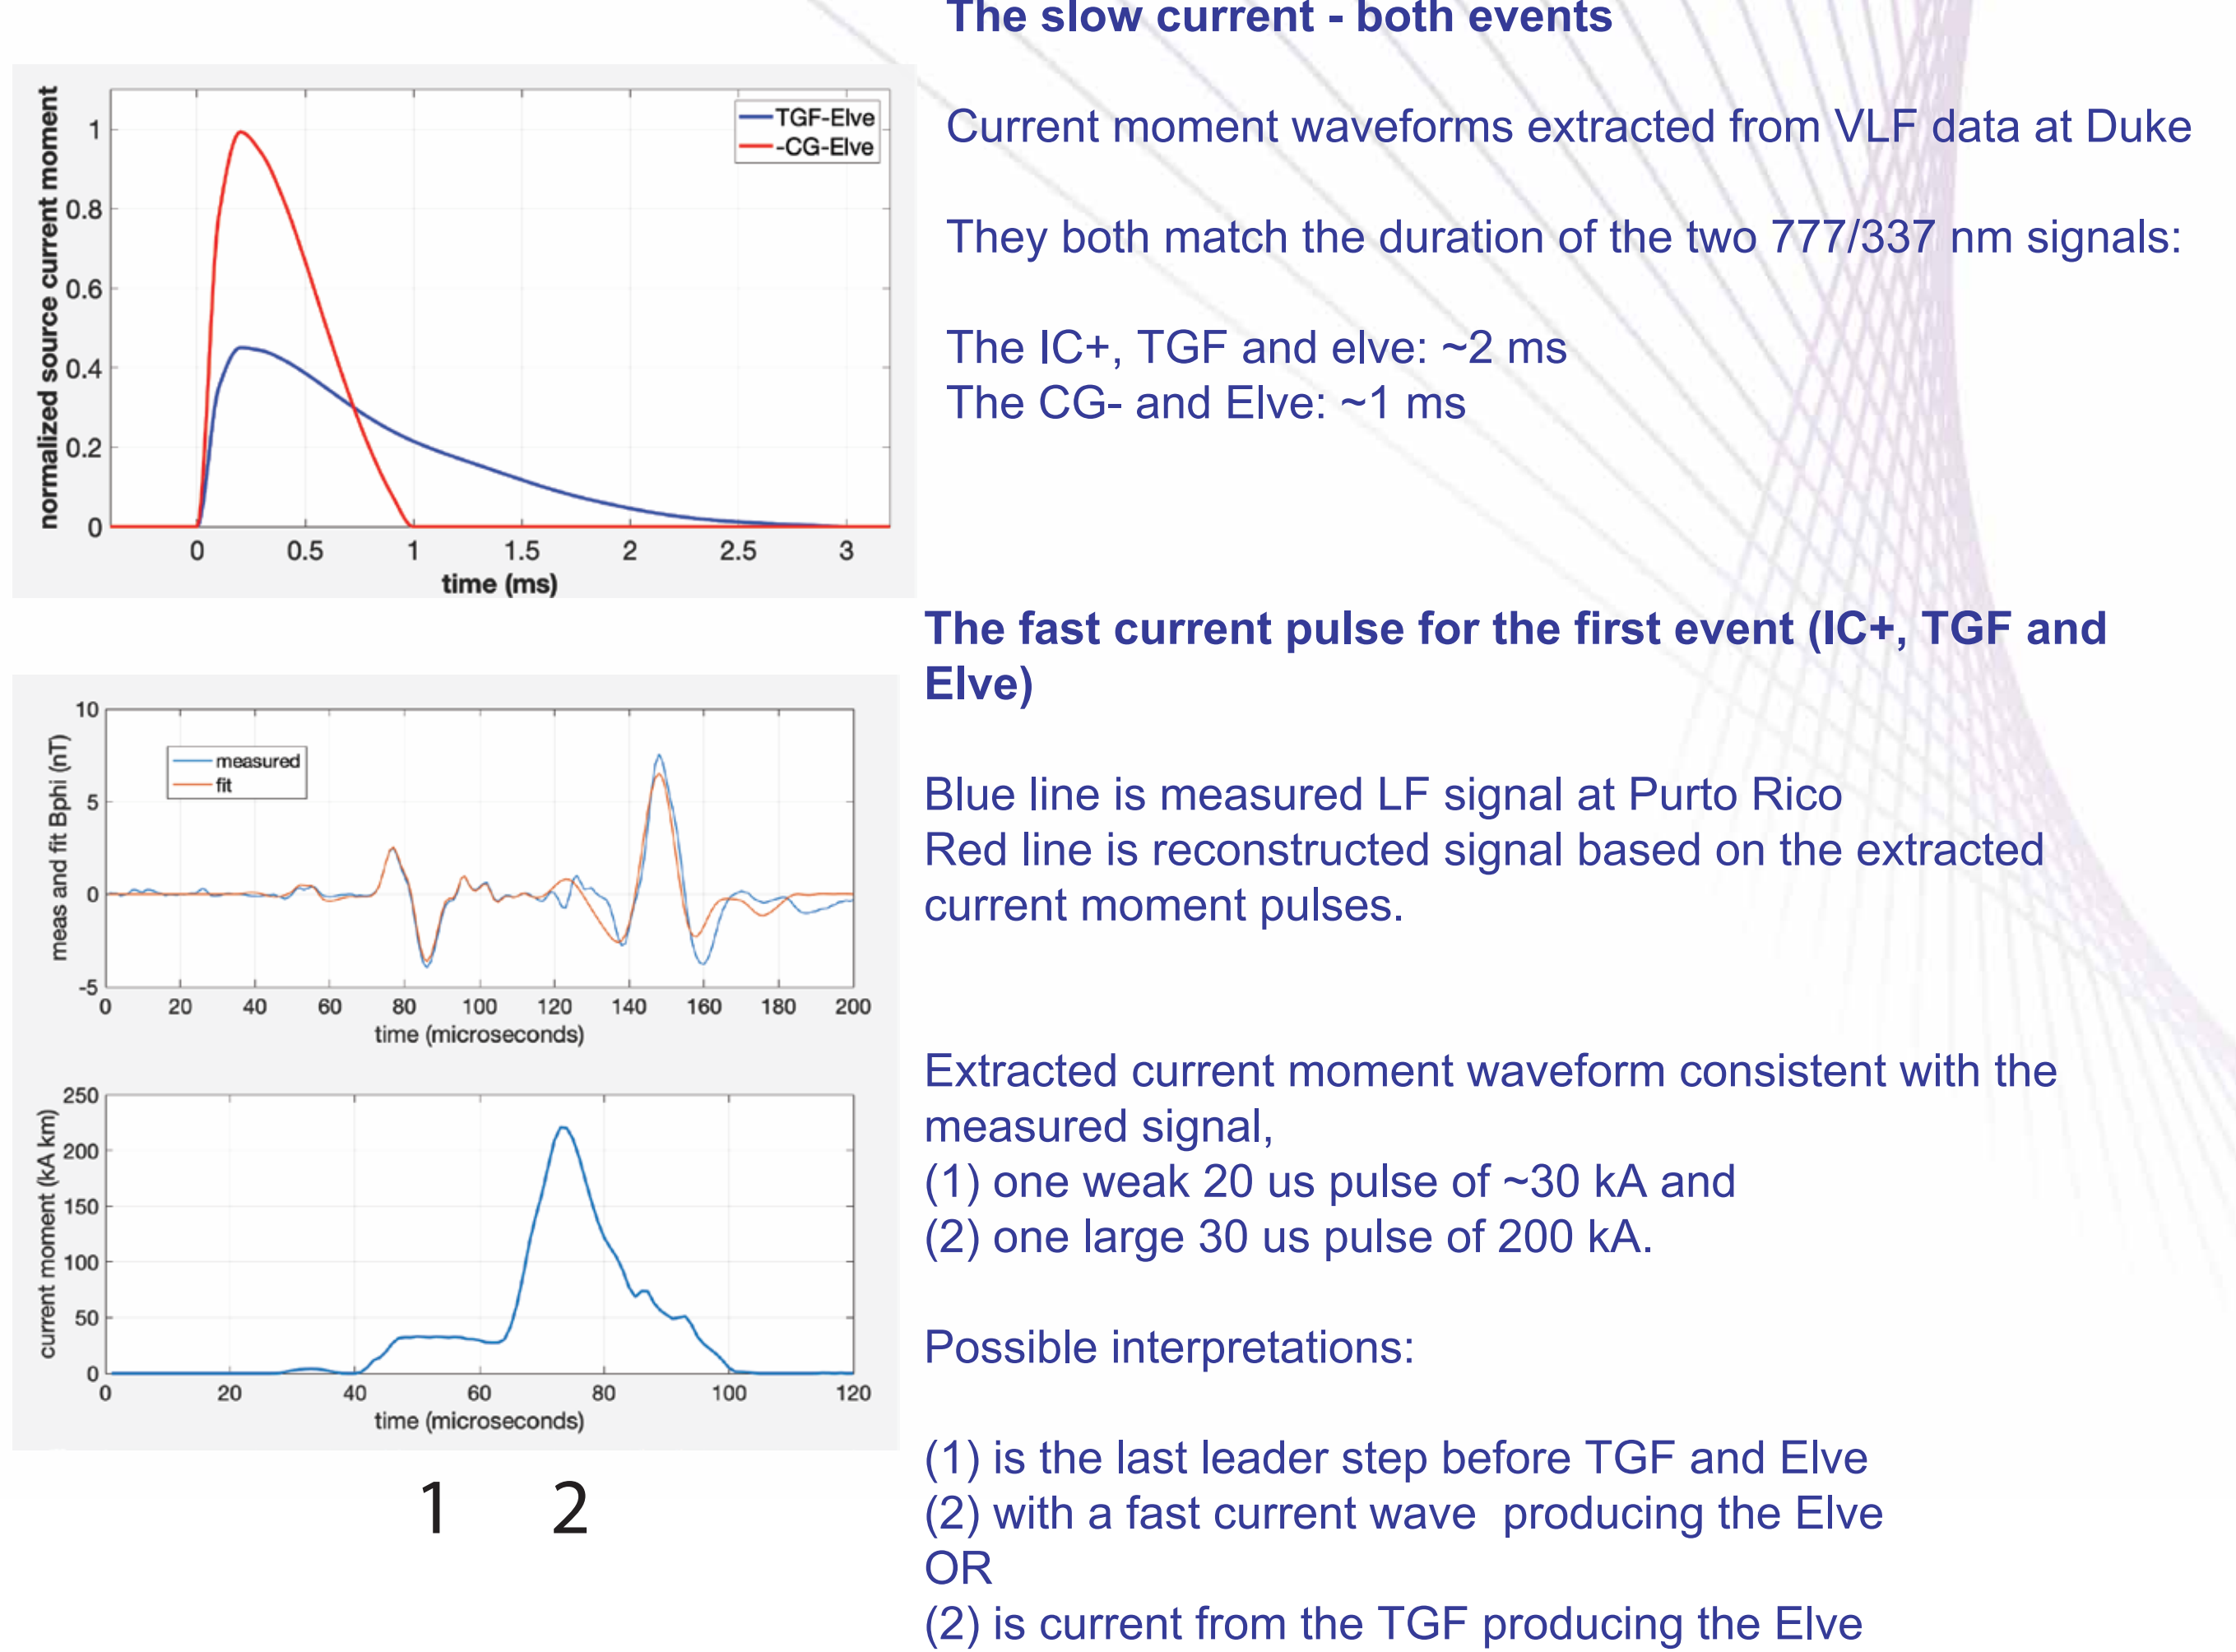 The slow current - both events
normalized source current moment
1
0.8
0.6
0.4
0.2
0
TGF-Elve
-CG-Elve
0 0.5 1 1.5 2 2.5 3
time (ms)
Current moment waveforms extracted from VLF data at Duke
They both match the duration of the two 777/337 nm signals:
The IC+, TGF and elve: ~2 ms
The CG- and Elve: ~1 ms
The fast current pulse for the first event (IC+, TGF and
Elve)
meas and fit Bphi (nT)
10
5
0
-5
measured
fit
0 20 40 60 80 100 120 140 160 180 200
time (microseconds)
Blue line is measured LF signal at Purto Rico
Red line is reconstructed signal based on the extracted
current moment pulses.
current moment (kA km)
250
200
150
100
50
0
0 20 40 60 80 100 120
time (microseconds)
1 2
Extracted current moment waveform consistent with the
measured signal,
(1) one weak 20 us pulse of ~30 kA and
(2) one large 30 us pulse of 200 kA.
Possible interpretations:
(1) is the last leader step before TGF and Elve
(2) with a fast current wave producing the Elve
OR
(2) is current from the TGF producing the Elve